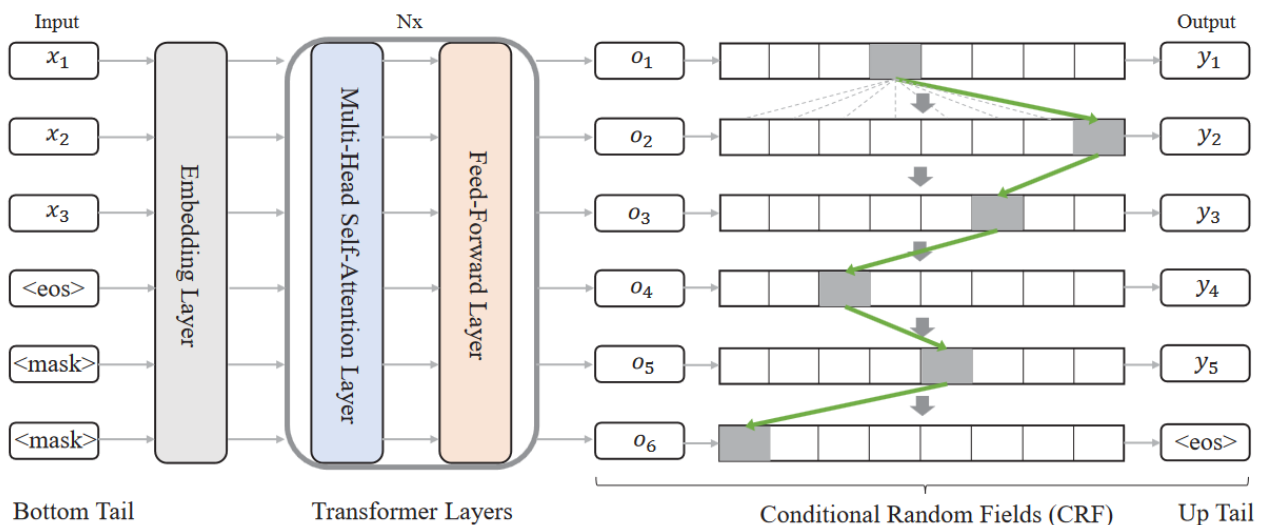 Input
Nx
Output
x₁
o₁
y₁
x₂
o₂
y₂
x₃
o₃
y₃
<eos>
o₄
y₄
<mask>
o₅
y₅
<mask>
o₆
<eos>
Embedding Layer
Multi-Head Self-Attention Layer
Feed-Forward Layer
Bottom Tail
Transformer Layers
Conditional Random Fields (CRF)
Up Tail